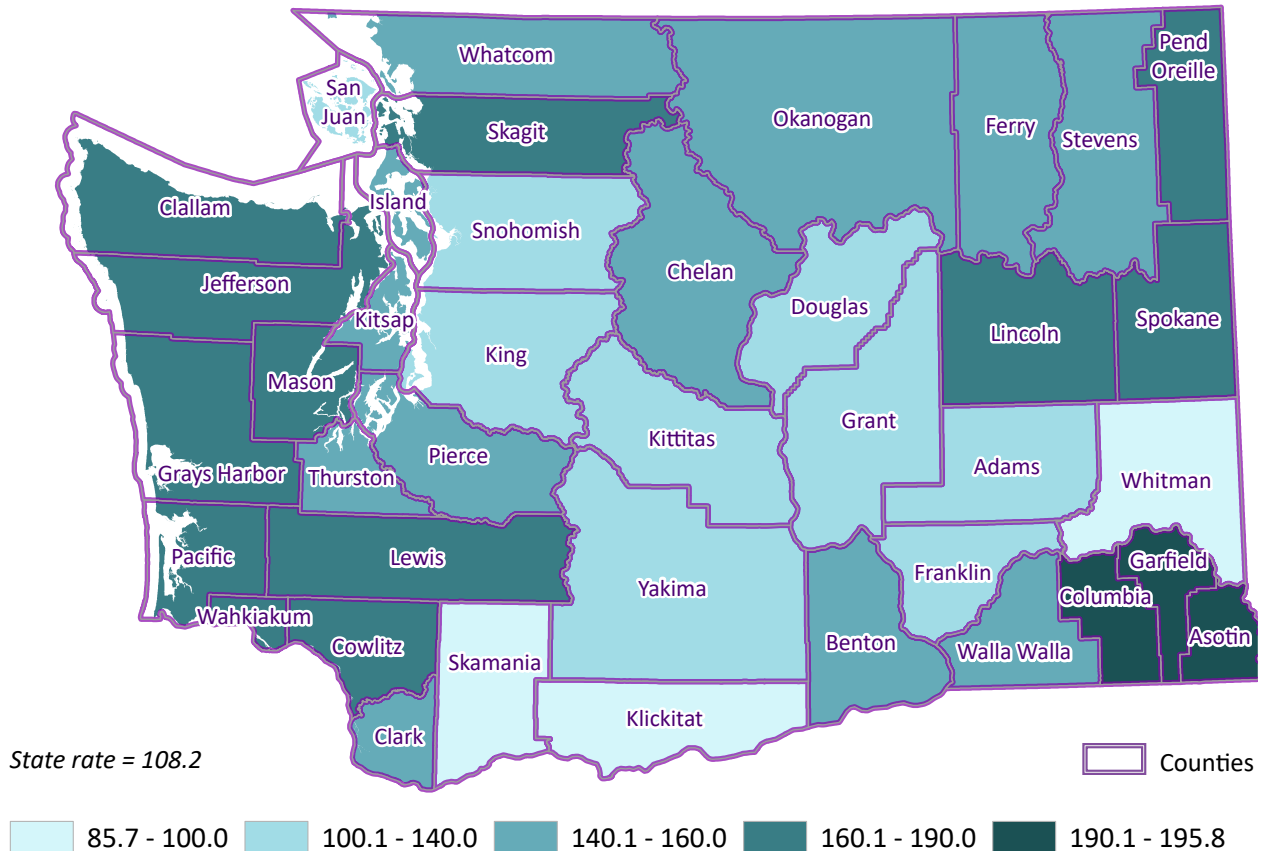 Whatcom
Pend
Oreille
San
Juan
Skagit
Okanogan
Ferry
Stevens
Clallam
Island
Snohomish
Jefferson
Chelan
Douglas
Kitsap
Lincoln
Spokane
King
Mason
Grant
Kittitas
Pierce
Adams
Grays Harbor
Thurston
Whitman
Pacific
Lewis
Garfield
Franklin
Yakima
Columbia
Wahkiakum
Asotin
Cowlitz
Benton
Walla Walla
Skamania
Klickitat
Clark
State rate = 108.2
Counties
85.7 - 100.0 100.1 - 140.0 140.1 - 160.0 160.1 - 190.0 190.1 - 195.8